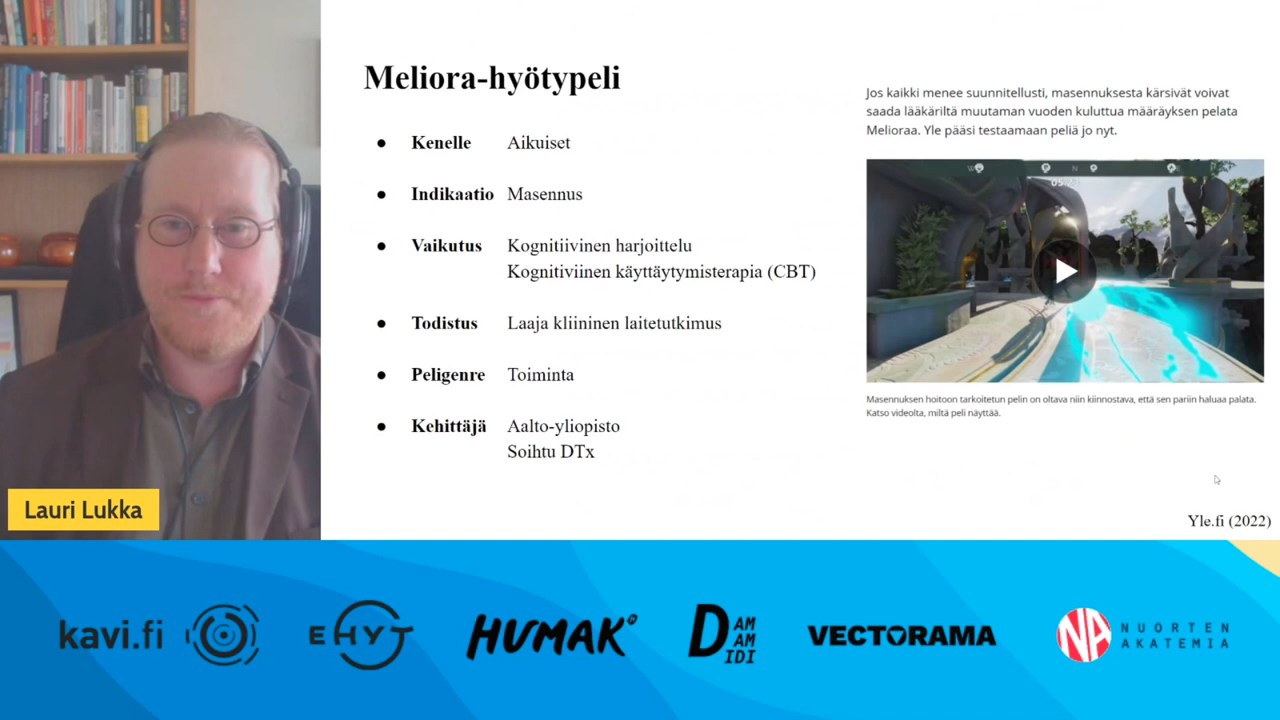 Meliora-hyötypeli
● Kenelle Aikuiset
● Indikaatio Masennus
● Vaikutus Kognitiivinen harjoittelu
Kognitiviinen käyttäytymisterapia (CBT)
● Todistus Laaja kliininen laitetutkimus
● Peligenre Toiminta
● Kehittäjä Aalto-yliopisto
Soihtu DTx
Jos kaikki menee suunnitellusti, masennuksesta kärsivät voivat
saada lääkäriltä muutaman vuoden kuluttua määräyksen pelata
Melioraa. Yle pääsi testaamaan peliä jo nyt.
N
Masennuksen hoitoon tarkoitetun pelin on oltava niin kiinnostava, että sen pariin haluaa palata.
Katso videolta, miltä peli näyttää.
Yle.fi (2022)
Lauri Lukka
kavi.fi
EHYT
HUMAK
DAM
AM
IDI
VECTORAMA
NA NUORTEN
AKATEMIA